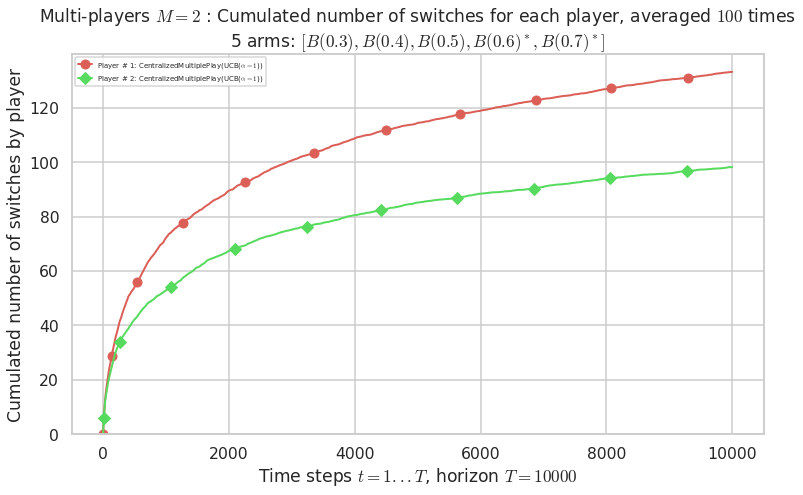 Multi-players M = 2 : Cumulated number of switches for each player, averaged 100 times
5 arms: [B(0.3), B(0.4), B(0.5), B(0.6)*, B(0.7)*]
Player # 1: CentralizedMultiplePlay(UCB(α=1))
Player # 2: CentralizedMultiplePlay(UCB(α=1))
Cumulated number of switches by player
120
100
80
60
40
20
0
0 2000 4000 6000 8000 10000
Time steps t = 1...T, horizon T = 10000